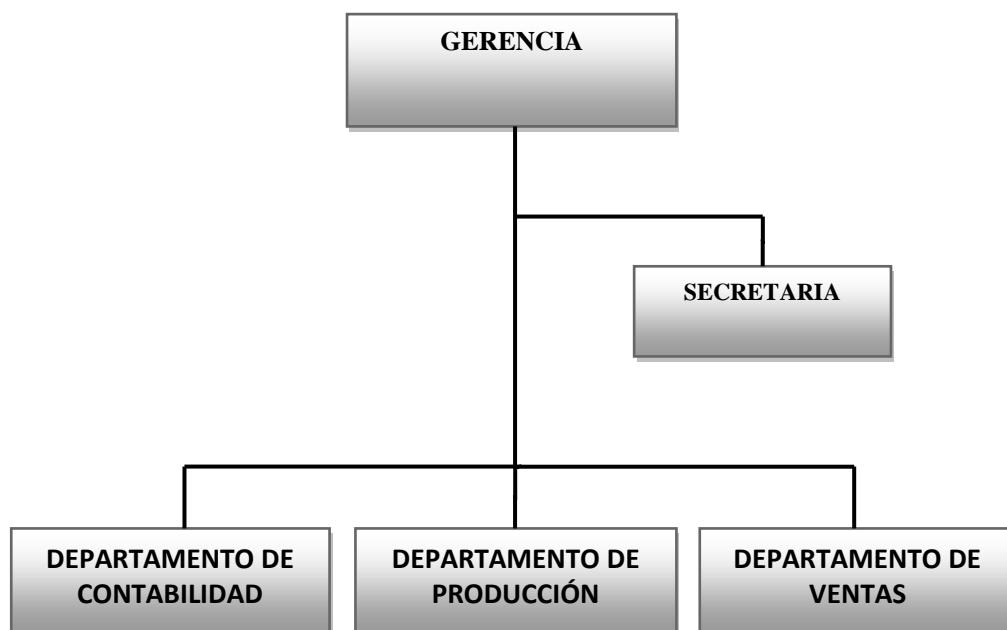 GERENCIA
SECRETARIA
DEPARTAMENTO DE
CONTABILIDAD
DEPARTAMENTO DE
PRODUCCIÓN
DEPARTAMENTO DE
VENTAS